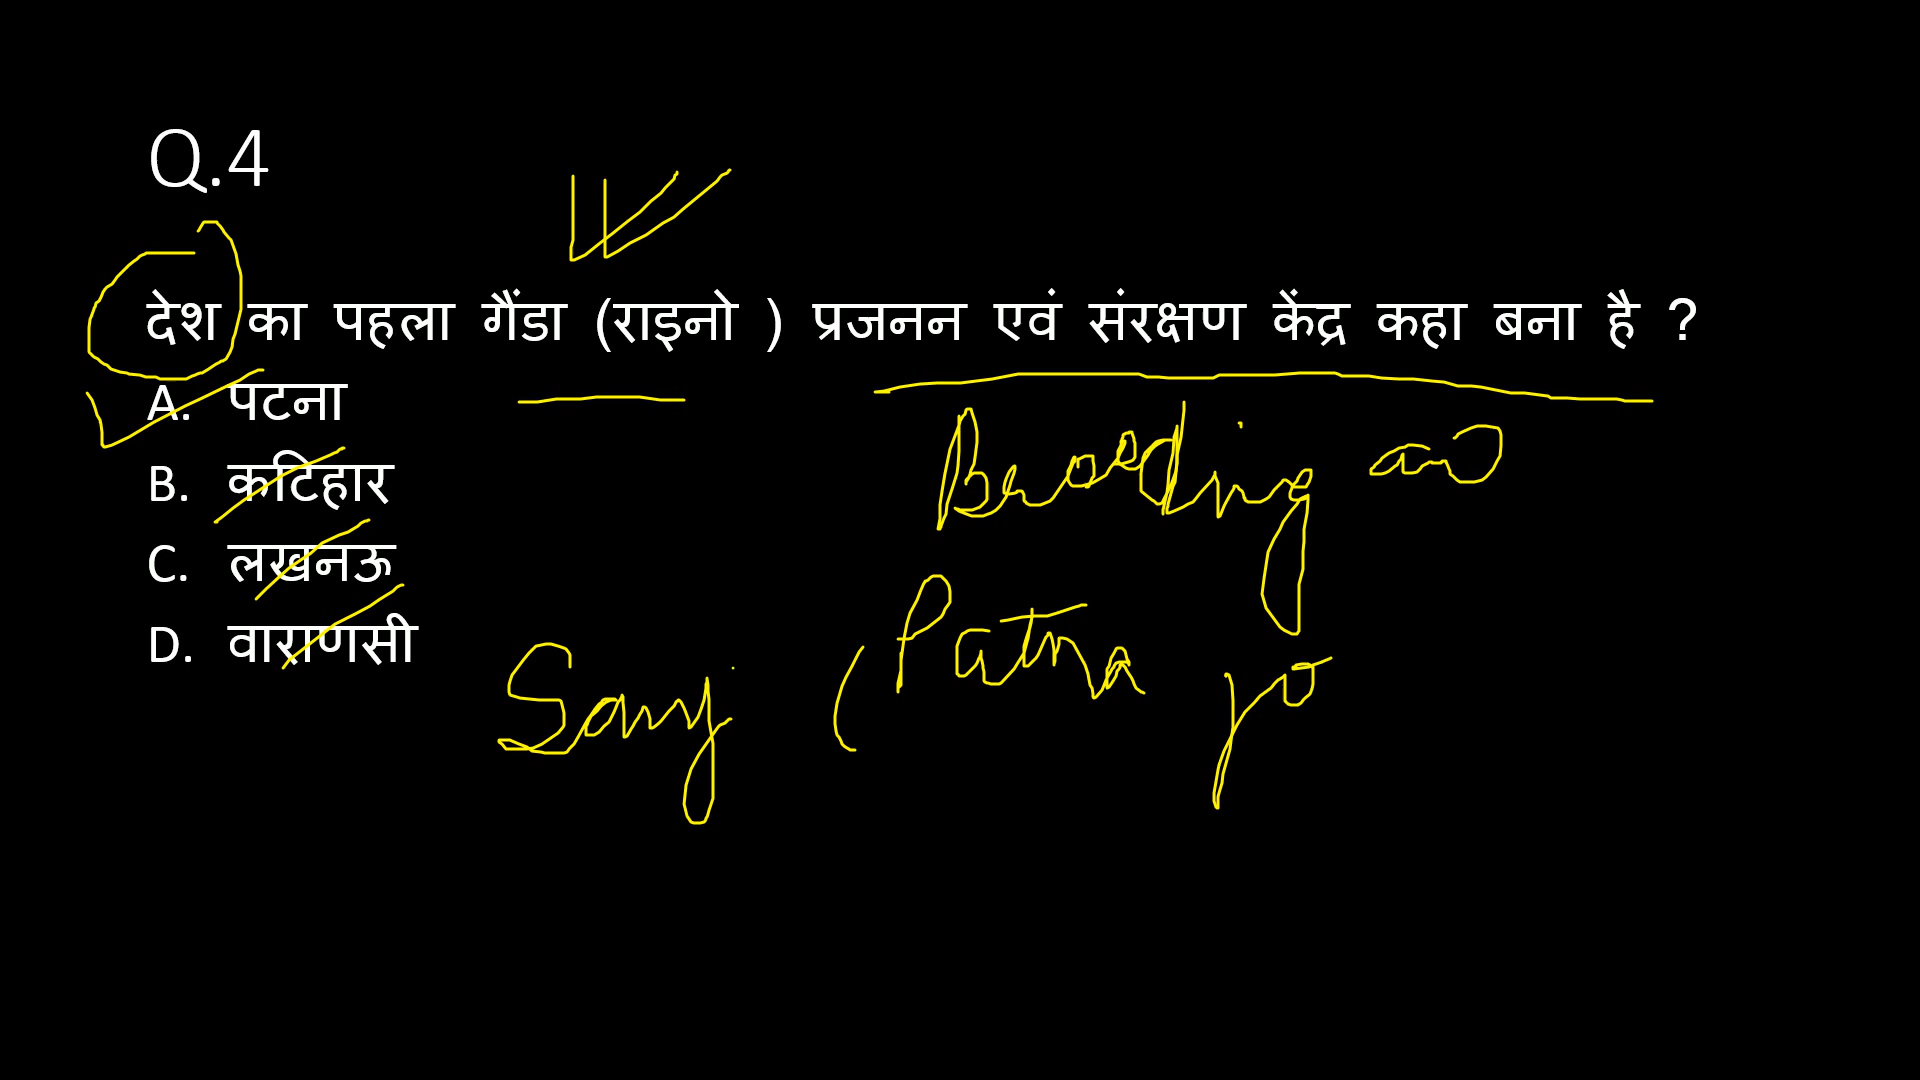 Q.4
देश का पहला गैंडा (राइनो ) प्रजनन एवं संरक्षण केंद्र कहा बना है ?
A. पटना
B. कटिहार
C. लखनऊ
D. वाराणसी
Breeding
(Patna